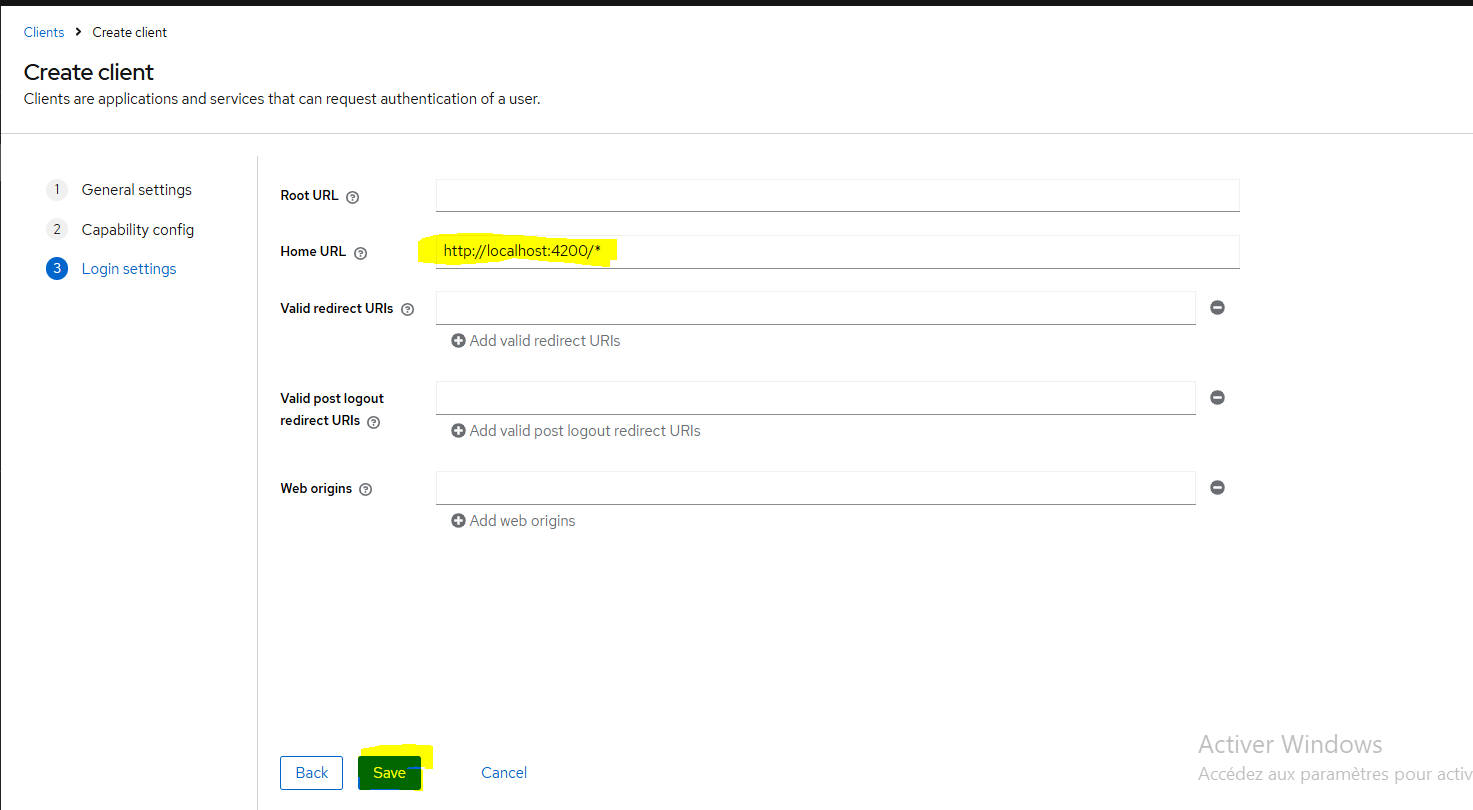 Clients > Create client
Create client
Clients are applications and services that can request authentication of a user.
1 General settings
2 Capability config
3 Login settings
Root URL
Home URL http://localhost:4200/*
Valid redirect URIs
Add valid redirect URIs
Valid post logout
redirect URIs
Add valid post logout redirect URIs
Web origins
Add web origins
Back Save Cancel
Activer Windows
Accédez aux paramètres pour activ